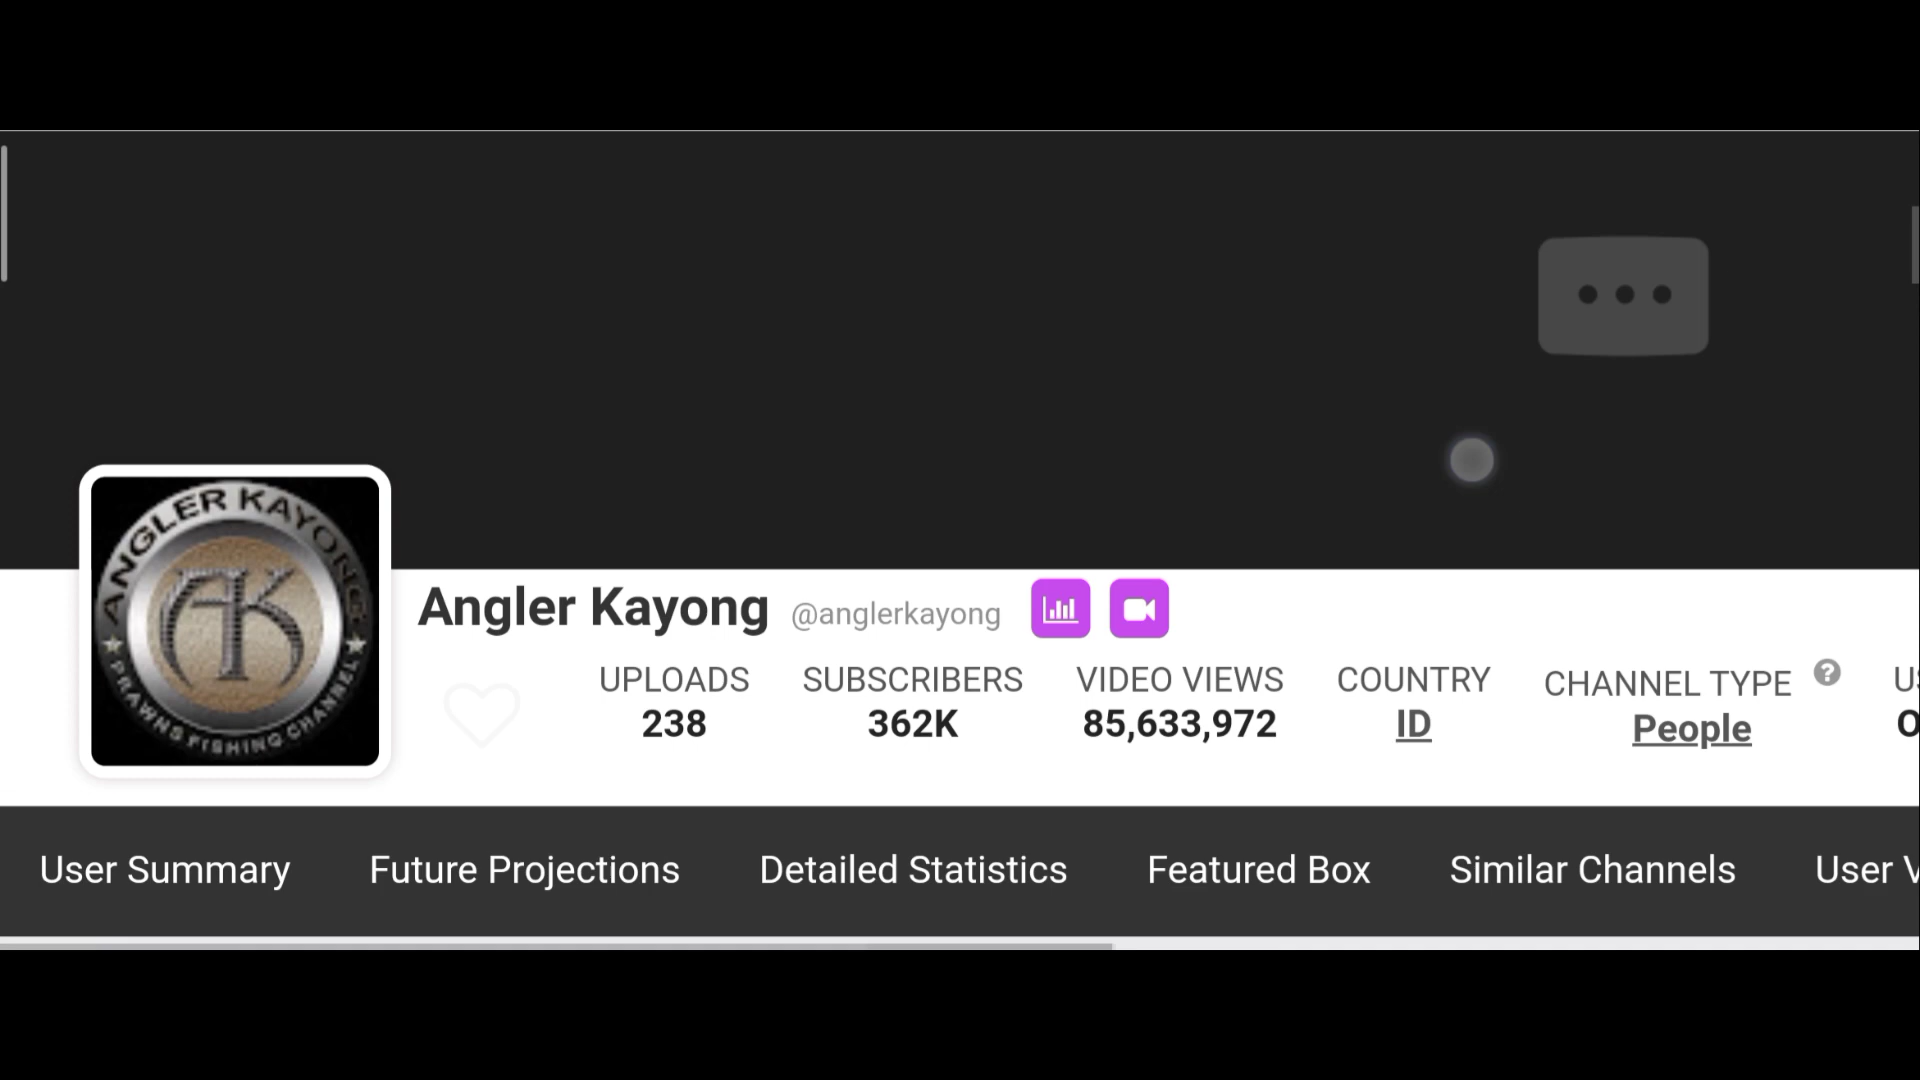 ANGLER KAYONG
AK
PRAWNS FISHING CHANNEL
Angler Kayong @anglerkayong
UPLOADS SUBSCRIBERS VIDEO VIEWS COUNTRY CHANNEL TYPE ?
238 362K 85,633,972 ID People
User Summary Future Projections Detailed Statistics Featured Box Similar Channels User